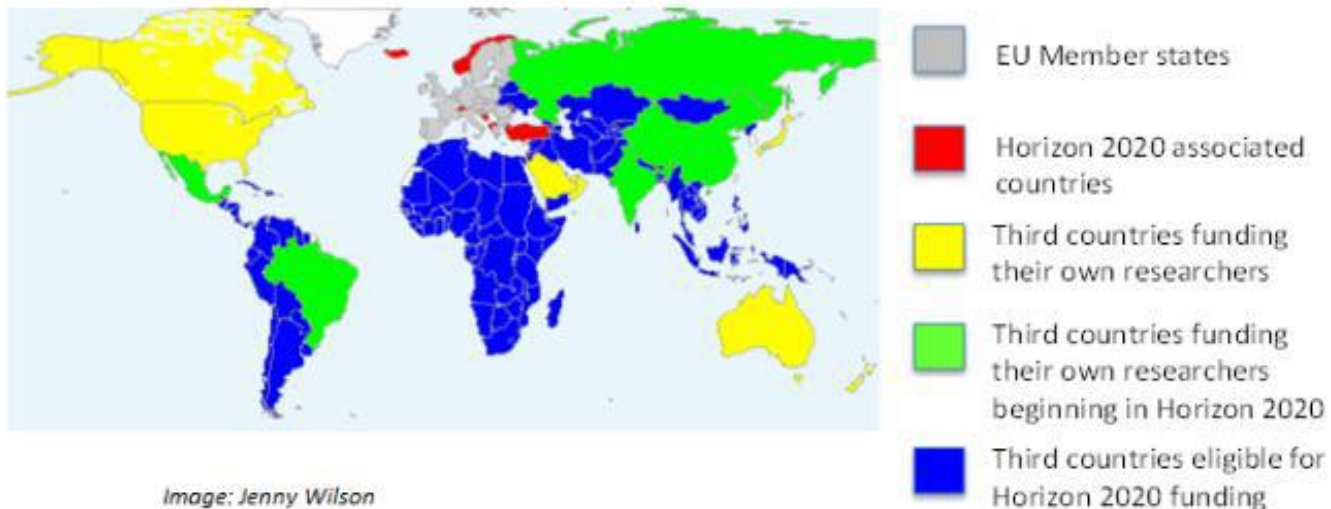 EU Member states
Horizon 2020 associated
countries
Third countries funding
their own researchers
Third countries funding
their own researchers
beginning in Horizon 2020
Third countries eligible for
Horizon 2020 funding
Image: Jenny Wilson